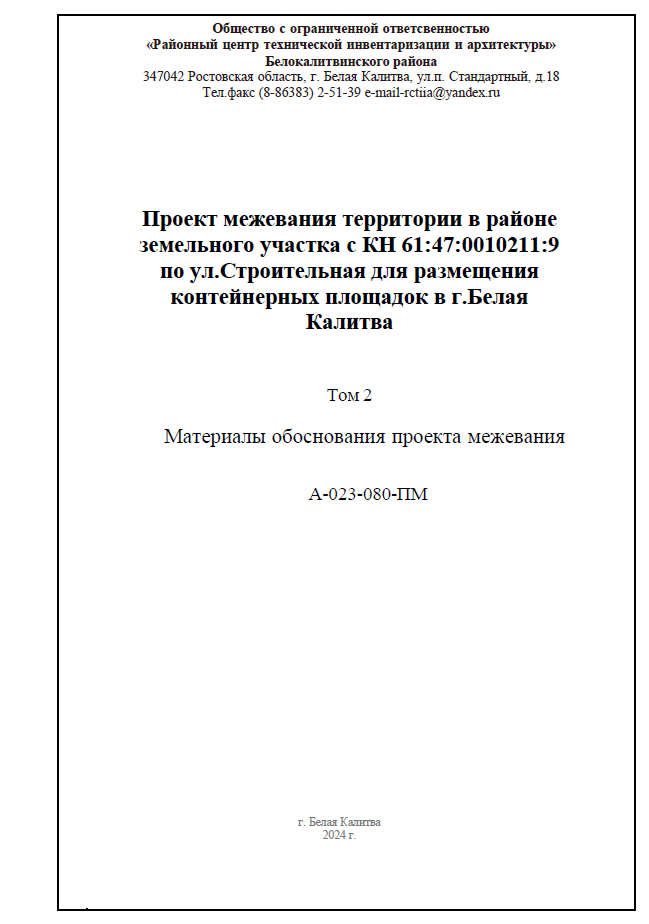 Общество с ограниченной ответсвенностью
«Районный центр технической инвентаризации и архитектуры»
Белокалитвинского района
347042 Ростовская область, г. Белая Калитва, ул.п. Стандартный, д.18
Тел.факс (8-86383) 2-51-39 e-mail-rctiia@yandex.ru
Проект межевания территории в районе
земельного участка с КН 61:47:0010211:9
по ул.Строительная для размещения
контейнерных площадок в г.Белая
Калитва
Том 2
Материалы обоснования проекта межевания
А-023-080-ПМ
г. Белая Калитва
2024 г.